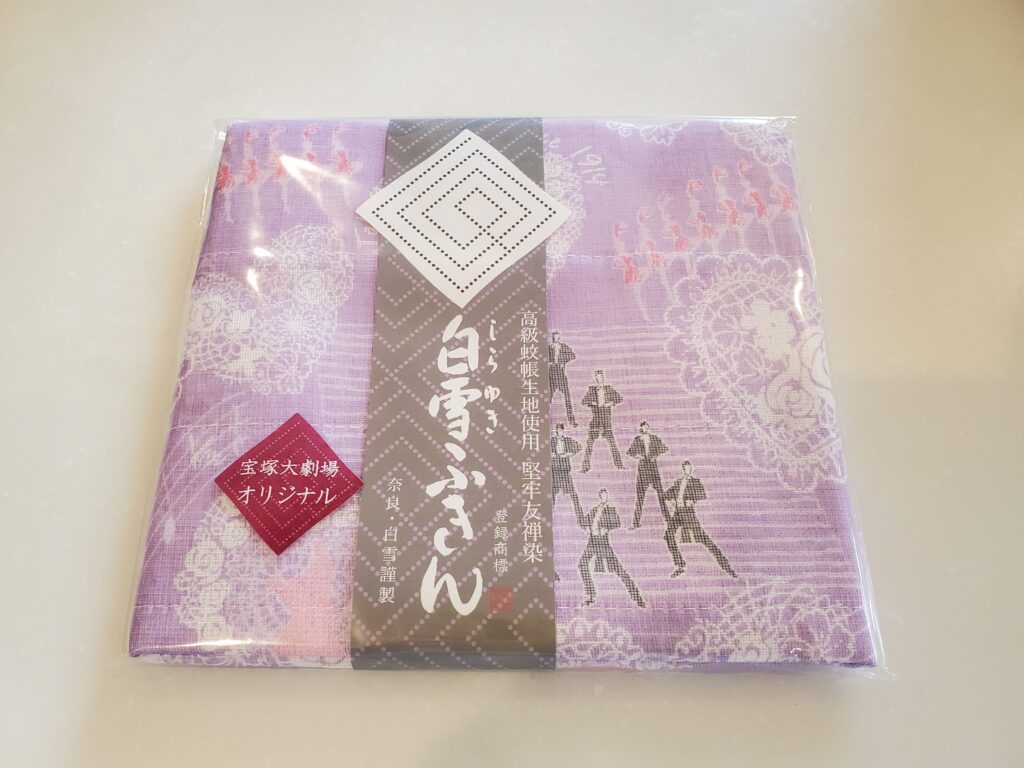 高級蚊帳生地使用 堅牢友禅染
しらゆき
白雪ふきん
登録商標
奈良・白雪謹製
宝塚大劇場
オリジナル